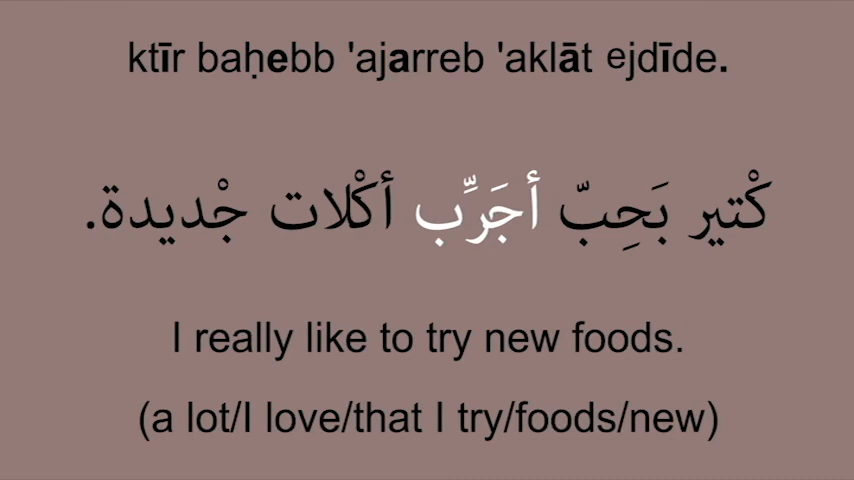 ktīr baḥebb 'ajarreb 'aklāt ejdīde.
كْتير بَحِبّ أجَرِّب أكْلات جْديدة.
I really like to try new foods.
(a lot/I love/that I try/foods/new)